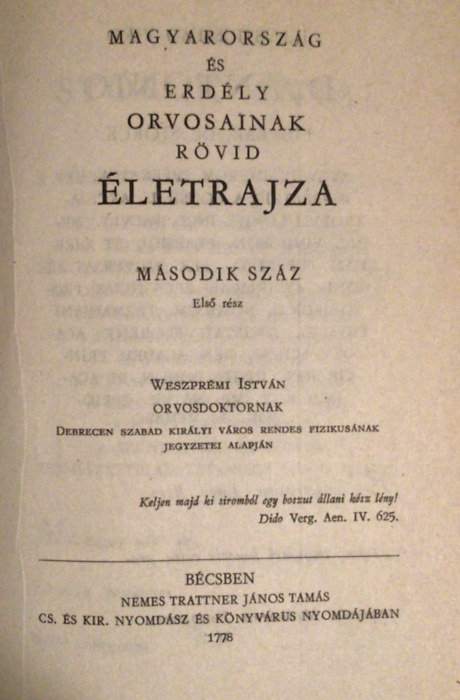 MAGYARORSZÁG
ÉS
ERDÉLY
ORVOSAINAK
RÖVID
ÉLETRAJZA
MÁSODIK SZÁZ
Első rész
WESZPRÉMI ISTVÁN
ORVOSDOKTORNAK
DEBRECEN SZABAD KIRÁLYI VÁROS RENDES FIZIKUSÁNAK
JEGYZETEI ALAPJÁN
Keljen majd ki síromból egy boszut állani kész lény!
Dido Verg. Aen. IV. 625.
BÉCSBEN
NEMES TRATTNER JÁNOS TAMÁS
CS. ÉS KIR. NYOMDÁSZ ÉS KÖNYVÁRUS NYOMDÁJÁBAN
1778